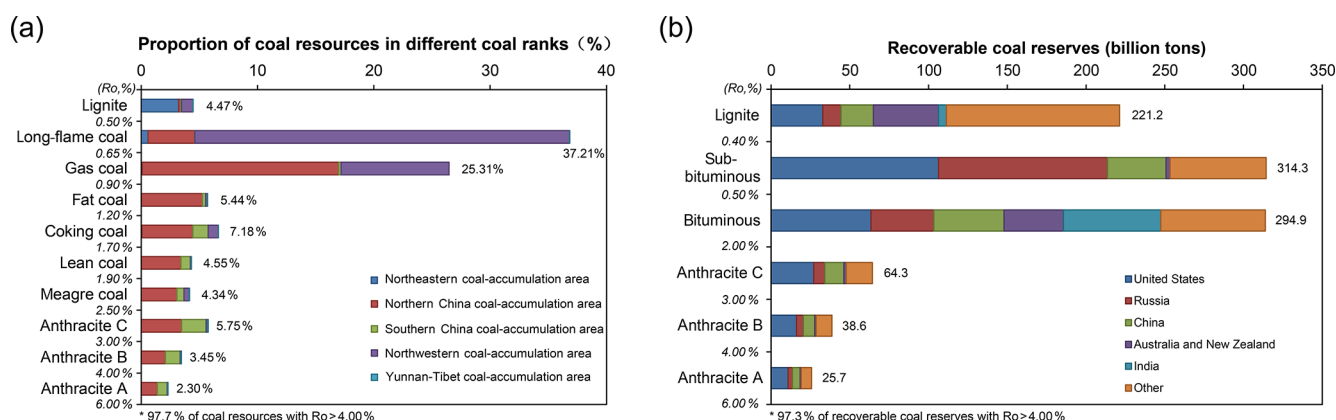 (a)
Proportion of coal resources in different coal ranks（%）
0 10 20 30 40
(Ro,%)
Lignite 4.47%
0.50%
Long-flame coal
0.65% 37.21%
Gas coal 25.31%
0.90%
Fat coal 5.44%
1.20%
Coking coal 7.18%
1.70%
Lean coal 4.55%
1.90%
Meagre coal 4.34%
2.50%
Anthracite C 5.75%
3.00%
Anthracite B 3.45%
4.00%
Anthracite A 2.30%
6.00%
Northeastern coal-accumulation area
Northern China coal-accumulation area
Southern China coal-accumulation area
Northwestern coal-accumulation area
Yunnan-Tibet coal-accumulation area
* 97.7% of coal resources with Ro>4.00%
(b)
Recoverable coal reserves (billion tons)
0 50 100 150 200 250 300 350
(Ro,%)
Lignite 221.2
0.40%
Sub-
bituminous 314.3
0.50%
Bituminous 294.9
2.00%
Anthracite C 64.3
3.00%
Anthracite B 38.6
4.00%
Anthracite A 25.7
6.00%
United States
Russia
China
Australia and New Zealand
India
Other
* 97.3% of recoverable coal reserves with Ro>4.00%